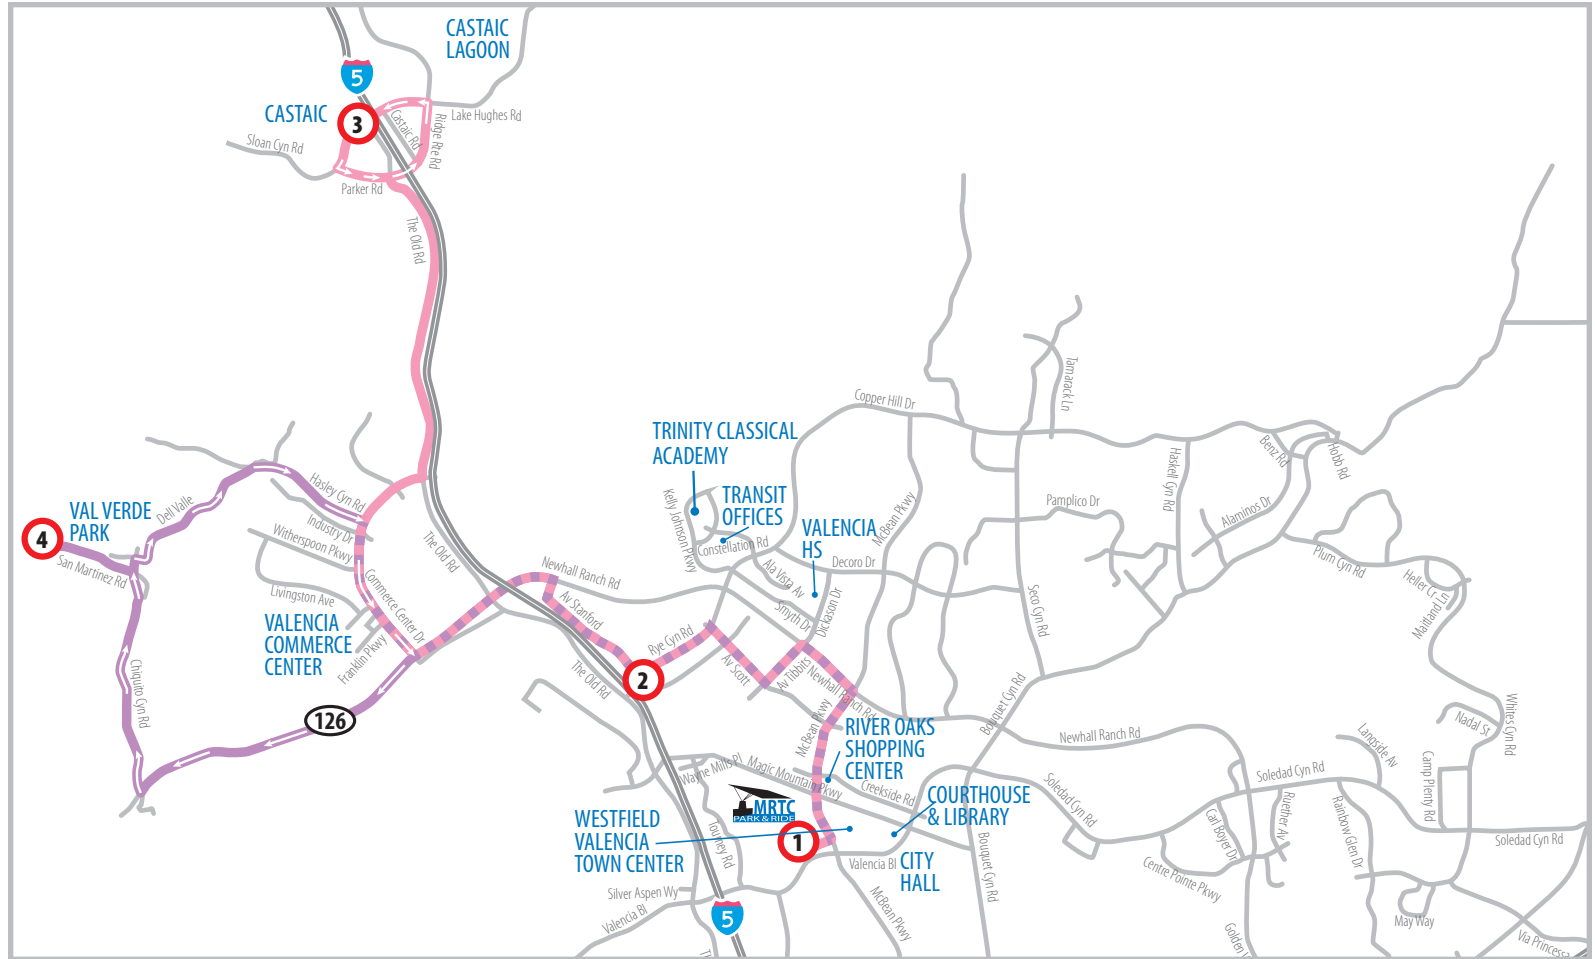 CASTAIC
LAGOON
5
CASTAIC
3
Castaic Rd
Ridge Rte Rd
Lake Hughes Rd
Sloan Cyn Rd
Parker Rd
The Old Rd
Tamarack Ln
Copper Hill Dr
TRINITY CLASSICAL
ACADEMY
Benz Rd
Hobb Rd
Haskell Cyn Rd
Hasley Cyn Rd
Kelly Johnson Pkwy
TRANSIT
OFFICES
McBean Pkwy
Pamplico Dr
Alaminos Dr
VAL VERDE
PARK
Dell Valle
4
Industry Dr
Witherspoon Pkwy
The Old Rd
Constellation Rd
VALENCIA
HS
Decoro Dr
Plum Cyn Rd
San Martinez Rd
Newhall Ranch Rd
Ala Vista Av
Heller Cr
Livingston Ave
Commerce Center Dr
Av Stanford
Smyth Dr
Dickason Dr
Seco Cyn Rd
Maitland Ln
VALENCIA
COMMERCE
CENTER
Franklin Pkwy
Rye Cyn Rd
Av Scott
Av Tibbits
Newhall Ranch Rd
Chiquito Cyn Rd
The Old Rd
2
Bouquet Cyn Rd
Whites Cyn Rd
126
McBean Pkwy
RIVER OAKS
SHOPPING
CENTER
Newhall Ranch Rd
Langside Av
Nadal St
Wayne Mills Pl
Magic Mountain Pkwy
Creekside Rd
Soledad Cyn Rd
Soledad Cyn Rd
Camp Plenty Rd
MRTC
PARK & RIDE
COURTHOUSE
& LIBRARY
WESTFIELD
VALENCIA
TOWN CENTER
Tourney Rd
1
Carl Boyer Dr
Ruether Av
Rainbow Glen Dr
Soledad Cyn Rd
Valencia Bl
CITY
HALL
Bouquet Cyn Rd
Centre Pointe Pkwy
Silver Aspen Wy
Valencia Bl
5
McBean Pkwy
May Way
Golden
Via Princessa